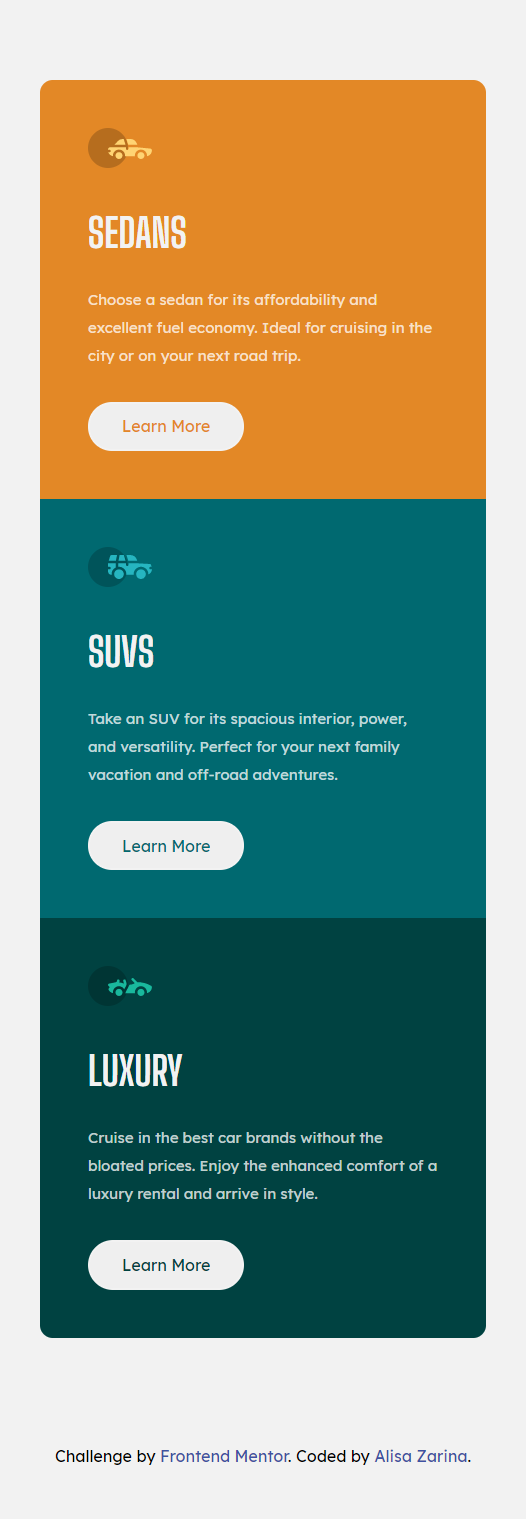 SEDANS
Choose a sedan for its affordability and
excellent fuel economy. Ideal for cruising in the
city or on your next road trip.
Learn More
SUVS
Take an SUV for its spacious interior, power,
and versatility. Perfect for your next family
vacation and off-road adventures.
Learn More
LUXURY
Cruise in the best car brands without the
bloated prices. Enjoy the enhanced comfort of a
luxury rental and arrive in style.
Learn More
Challenge by Frontend Mentor. Coded by Alisa Zarina.